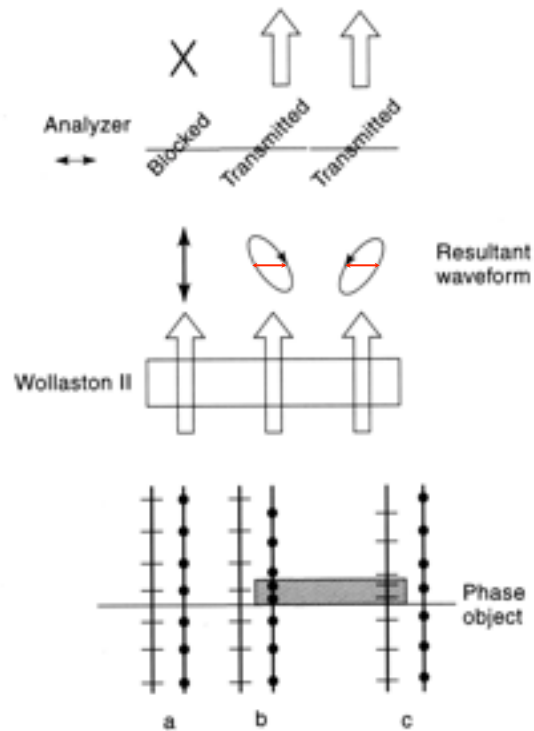 X
Analyzer
Blocked
Transmitted
Transmitted
Resultant
waveform
Wollaston II
Phase
object
a
b
c